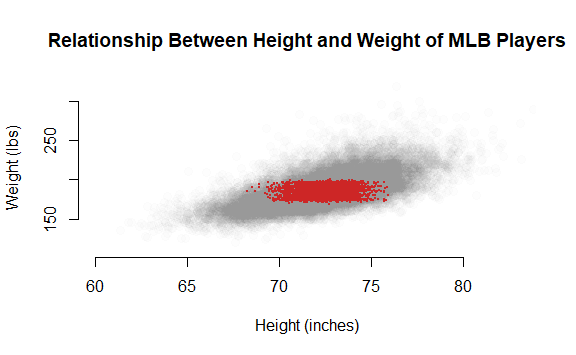 Relationship Between Height and Weight of MLB Players
Weight (lbs)
250
150
60 65 70 75 80
Height (inches)